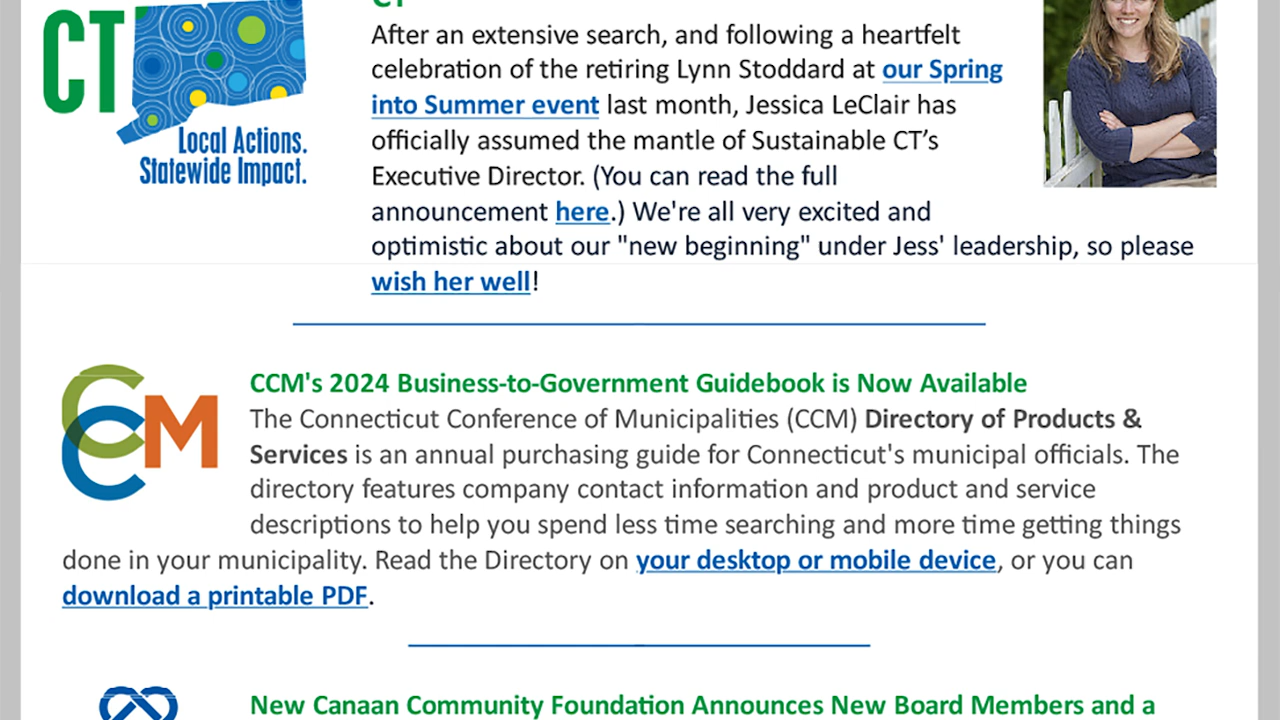 CT
CT
Local Actions.
Statewide Impact.
After an extensive search, and following a heartfelt
celebration of the retiring Lynn Stoddard at our Spring
into Summer event last month, Jessica LeClair has
officially assumed the mantle of Sustainable CT’s
Executive Director. (You can read the full
announcement here.) We're all very excited and
optimistic about our "new beginning" under Jess' leadership, so please
wish her well!
CCM
CCM's 2024 Business-to-Government Guidebook is Now Available
The Connecticut Conference of Municipalities (CCM) Directory of Products &
Services is an annual purchasing guide for Connecticut's municipal officials. The
directory features company contact information and product and service
descriptions to help you spend less time searching and more time getting things
done in your municipality. Read the Directory on your desktop or mobile device, or you can
download a printable PDF.
New Canaan Community Foundation Announces New Board Members and a